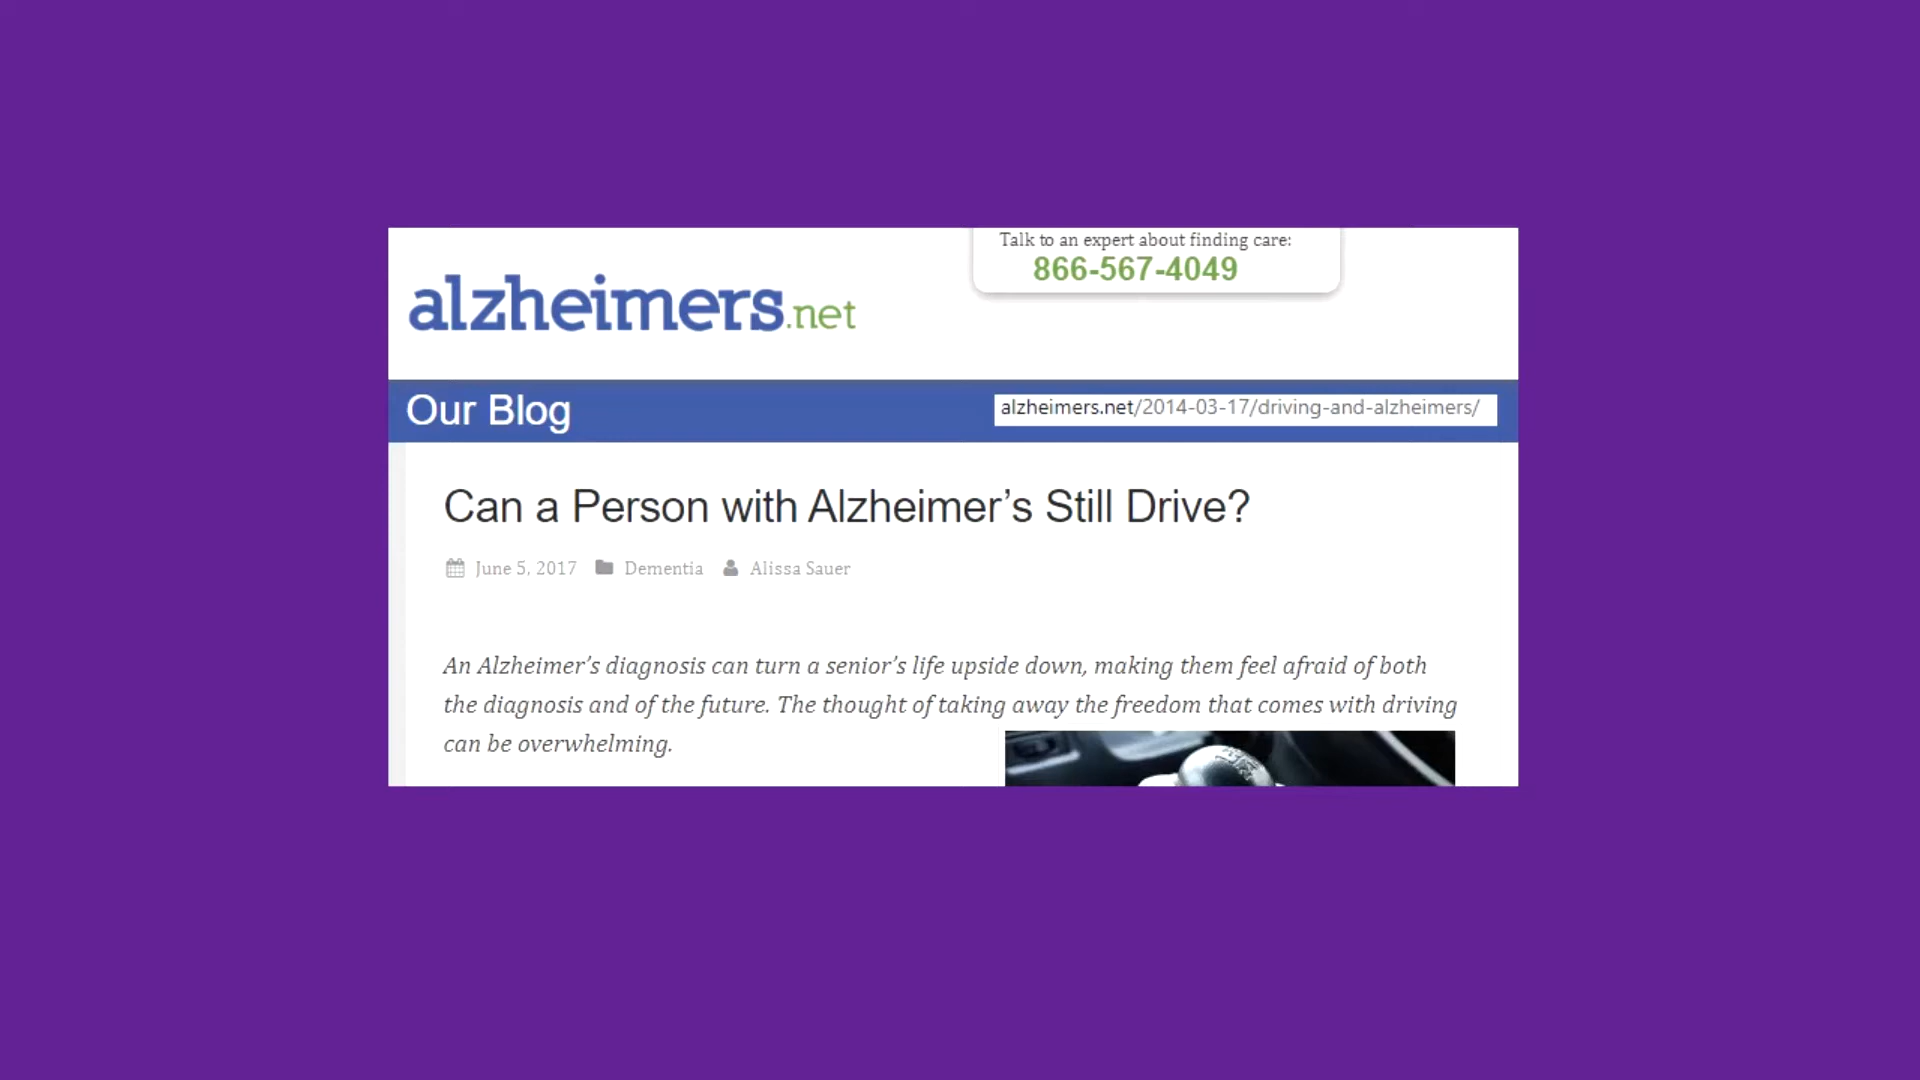 Talk to an expert about finding care:
866-567-4049
alzheimers.net
Our Blog
alzheimers.net/2014-03-17/driving-and-alzheimers/
Can a Person with Alzheimer’s Still Drive?
June 5, 2017 Dementia Alissa Sauer
An Alzheimer’s diagnosis can turn a senior’s life upside down, making them feel afraid of both
the diagnosis and of the future. The thought of taking away the freedom that comes with driving
can be overwhelming.